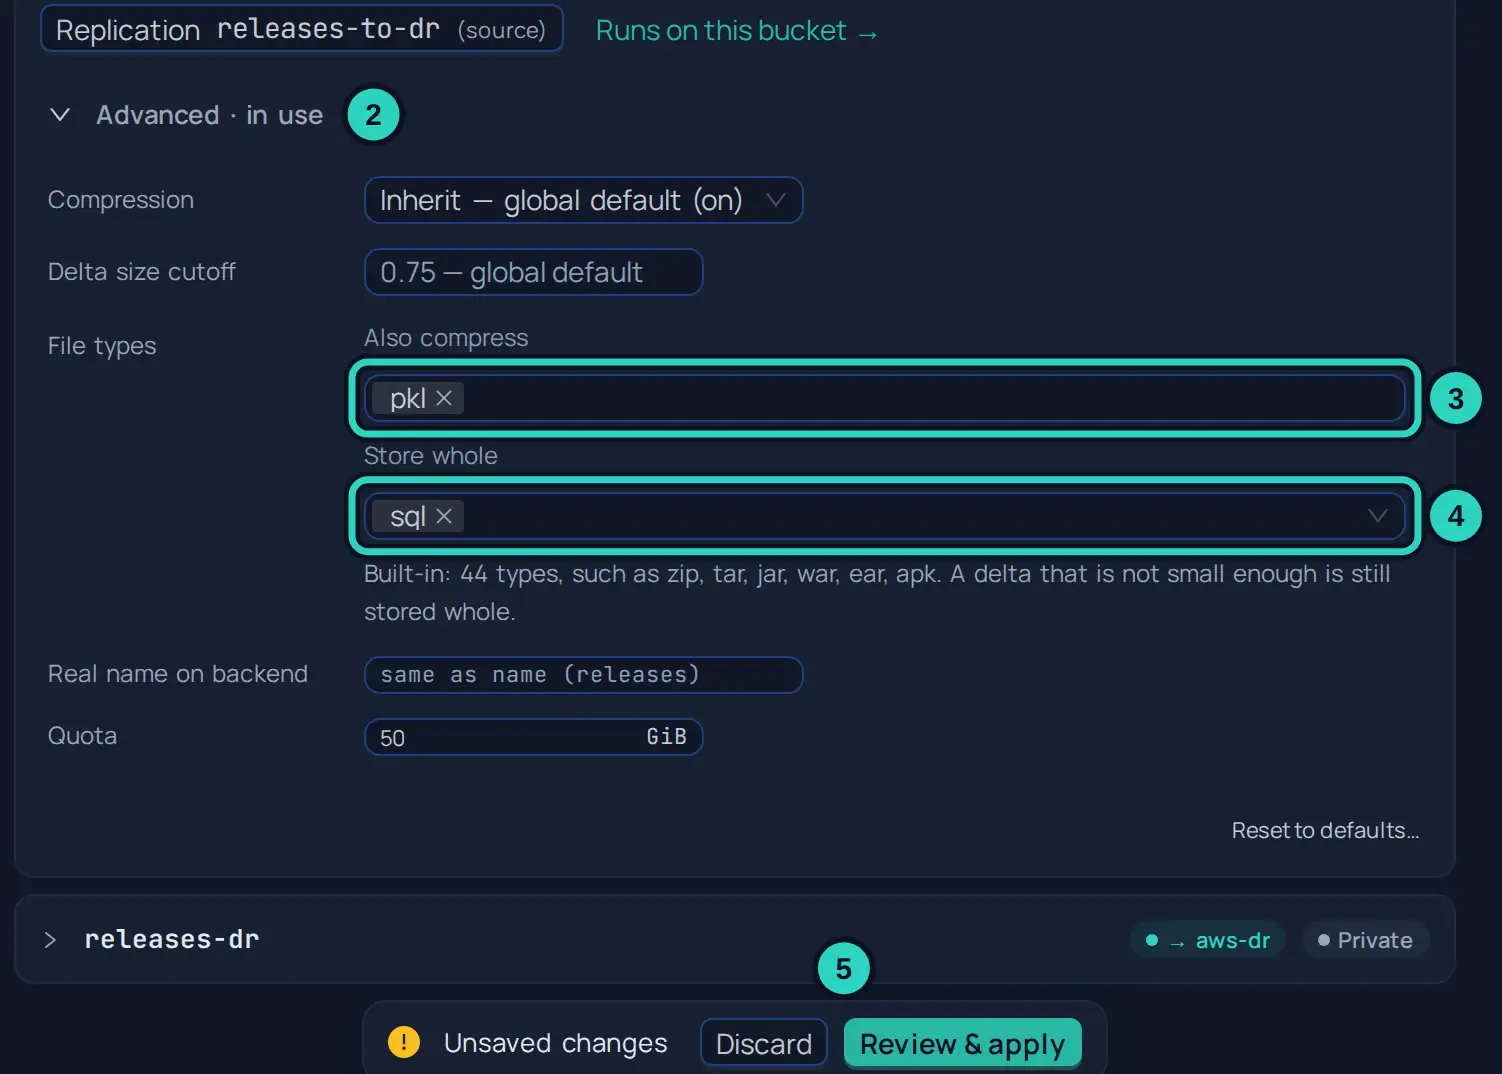 Replication releases-to-dr (source) Runs on this bucket →
Advanced · in use 2
Compression Inherit — global default (on)
Delta size cutoff 0.75 — global default
File types Also compress
pkl × 3
Store whole
sql × 4
Built-in: 44 types, such as zip, tar, jar, war, ear, apk. A delta that is not small enough is still
stored whole.
Real name on backend same as name (releases)
Quota 50 GiB
Reset to defaults...
releases-dr → aws-dr Private
5
! Unsaved changes Discard Review & apply